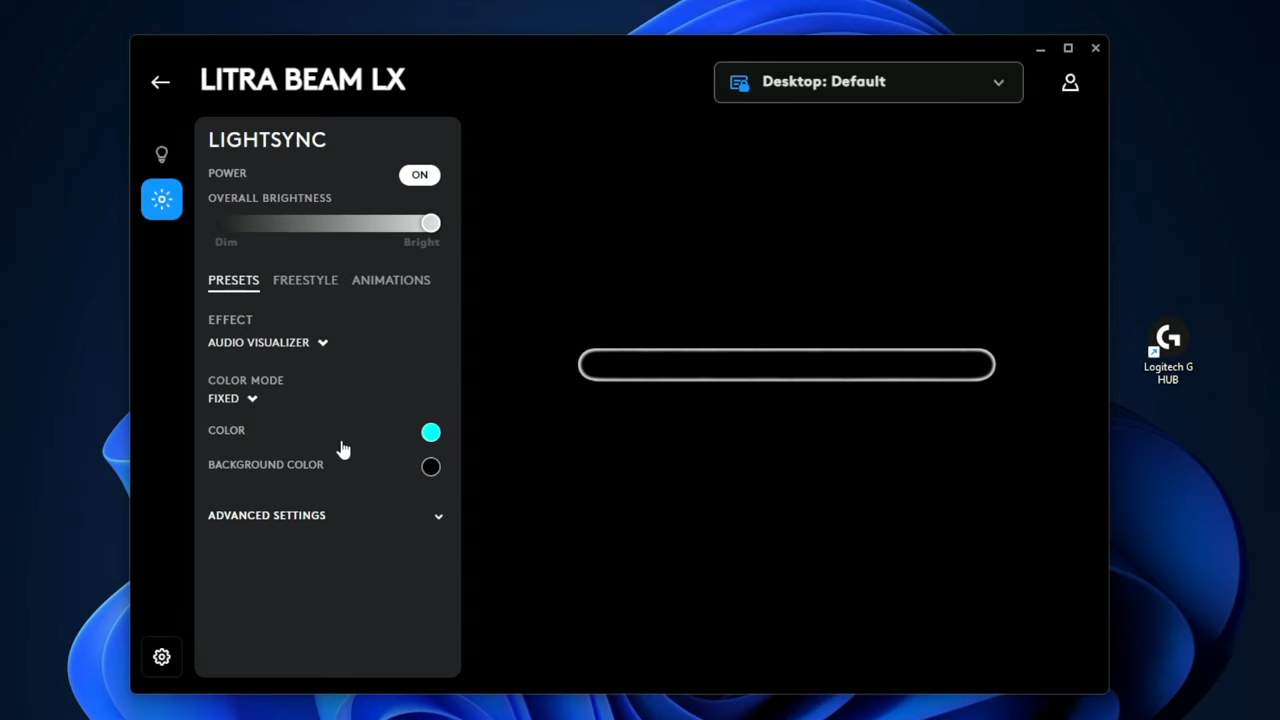 LITRA BEAM LX
Desktop: Default
LIGHTSYNC
POWER
ON
OVERALL BRIGHTNESS
Dim
Bright
PRESETS
FREESTYLE
ANIMATIONS
EFFECT
AUDIO VISUALIZER
COLOR MODE
FIXED
COLOR
BACKGROUND COLOR
ADVANCED SETTINGS
Logitech G
HUB